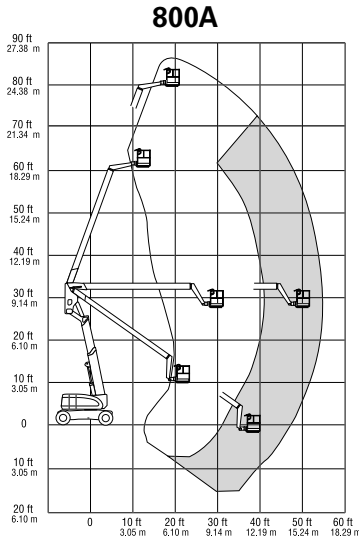 800A
90 ft
27.38 m
80 ft
24.38 m
70 ft
21.34 m
60 ft
18.29 m
50 ft
15.24 m
40 ft
12.19 m
30 ft
9.14 m
20 ft
6.10 m
10 ft
3.05 m
0
10 ft
3.05 m
20 ft
6.10 m
0 10 ft 20 ft 30 ft 40 ft 50 ft 60 ft
3.05 m 6.10 m 9.14 m 12.19 m 15.24 m 18.29 m